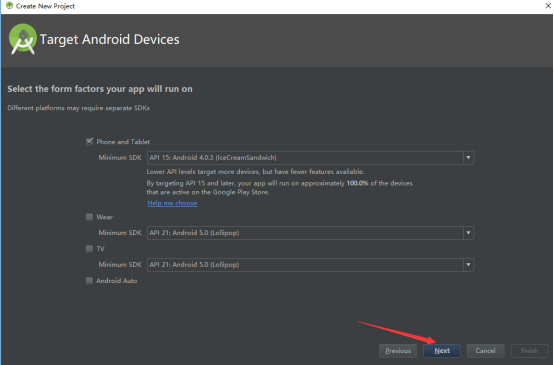 Create New Project
Target Android Devices
Select the form factors your app will run on
Different platforms may require separate SDKs
Phone and Tablet
Minimum SDK API 15: Android 4.0.3 (IceCreamSandwich)
Lower API levels target more devices, but have fewer features available.
By targeting API 15 and later, your app will run on approximately 100.0% of the devices
that are active on the Google Play Store.
Help me choose
Wear
Minimum SDK API 21: Android 5.0 (Lollipop)
TV
Minimum SDK API 21: Android 5.0 (Lollipop)
Android Auto
Previous Next Cancel Finish